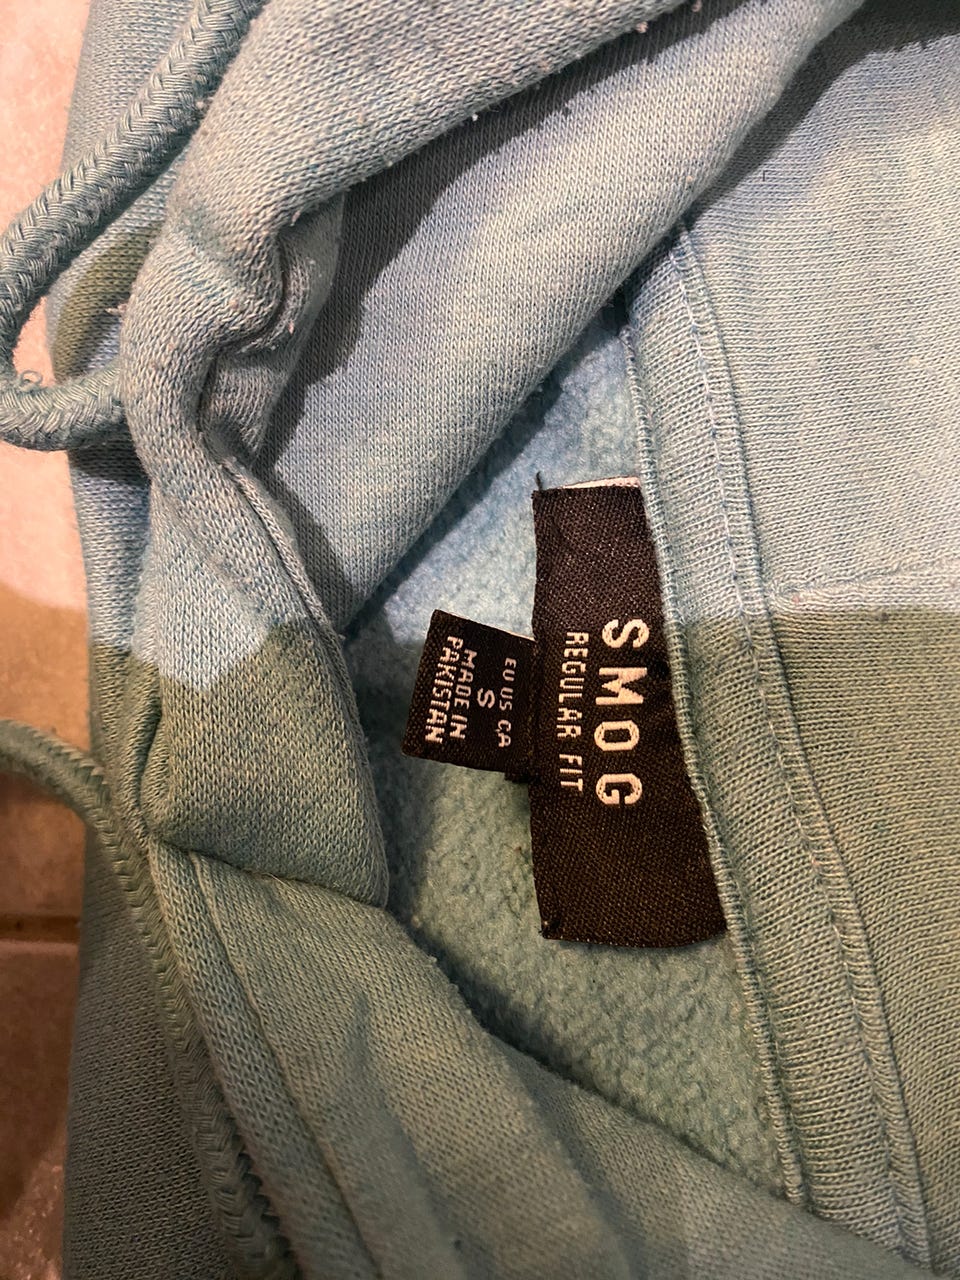 SMOG
REGULAR FIT
EU US CA
S
MADE IN
PAKISTAN